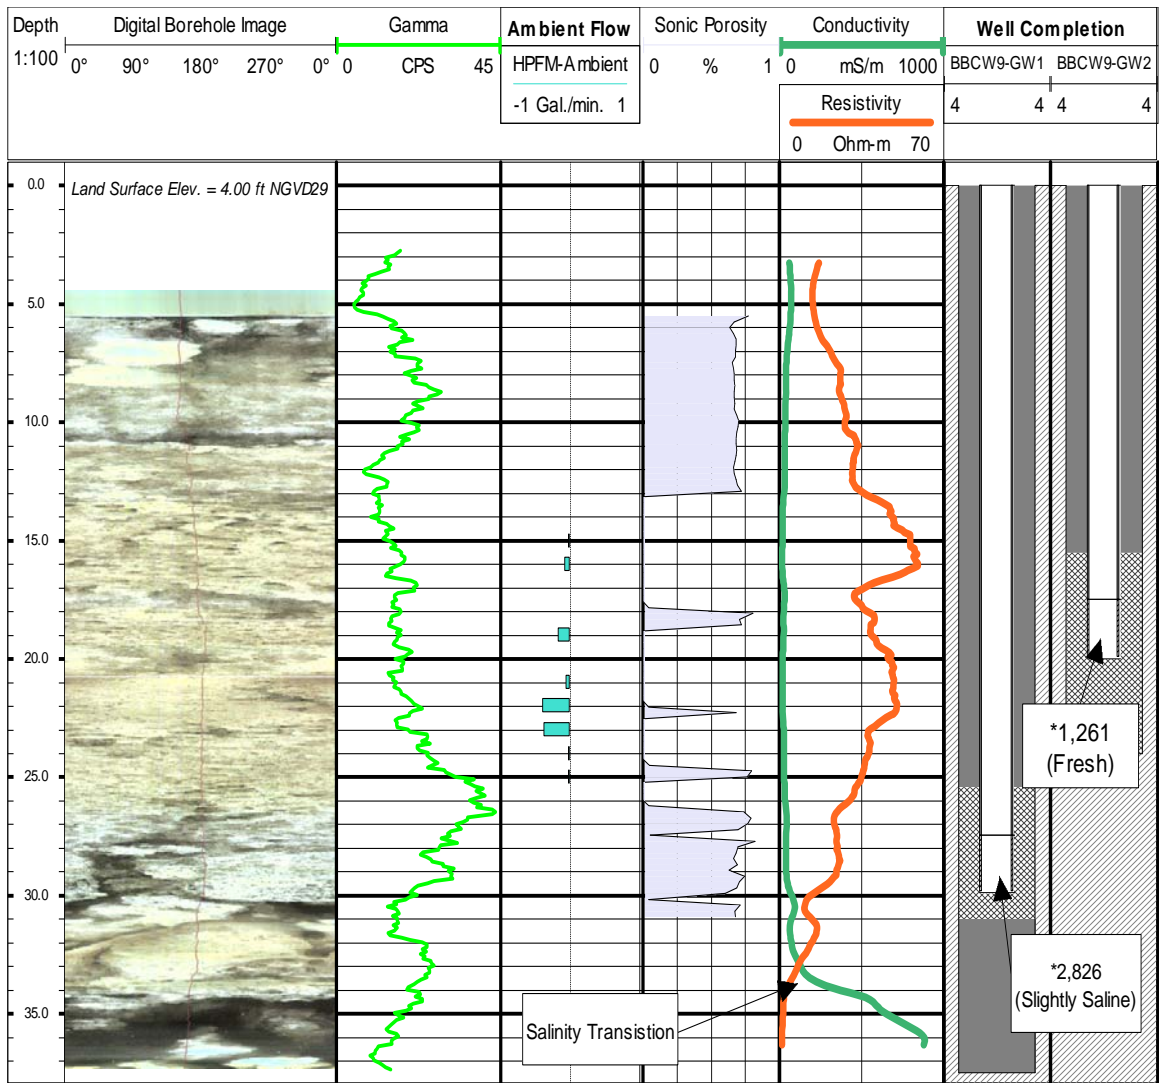 Depth
1:100
Digital Borehole Image
0° 90° 180° 270° 0°
Gamma
0 CPS 45
Ambient Flow
HPFM-Ambient
-1 Gal./min. 1
Sonic Porosity
0 % 1
Conductivity
0 mS/m 1000
Resistivity
0 Ohm-m 70
Well Completion
BBCW9-GW1 BBCW9-GW2
4 4 4 4
0.0
Land Surface Elev. = 4.00 ft NGVD29
5.0
10.0
15.0
20.0
25.0
30.0
35.0
*1,261
(Fresh)
*2,826
(Slightly Saline)
Salinity Transistion